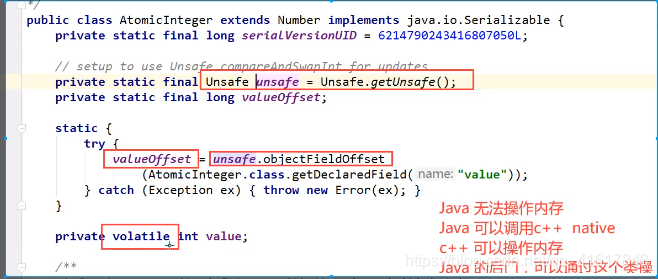 */
public class AtomicInteger extends Number implements java.io.Serializable {
private static final long serialVersionUID = 6214790243416807050L;
// setup to use Unsafe.compareAndSwapInt for updates
private static final Unsafe unsafe = Unsafe.getUnsafe();
private static final long valueOffset;
static {
try {
valueOffset = unsafe.objectFieldOffset
(AtomicInteger.class.getDeclaredField( name: "value"));
} catch (Exception ex) { throw new Error(ex); }
}
private volatile int value;
/**
Java 无法操作内存
Java 可以调用c++ native
c++ 可以操作内存
Java 的后门，可以通过这个类操